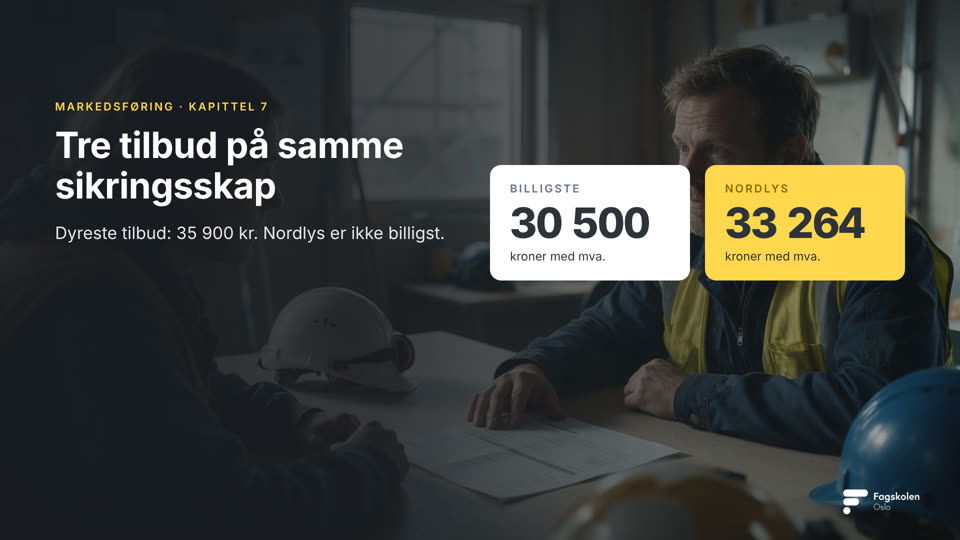 MARKEDSFØRING · KAPITTEL 7
Tre tilbud på samme
sikringsskap
Dyreste tilbud: 35 900 kr. Nordlys er ikke billigst.
BILLIGSTE
30 500
kroner med mva.
NORDLYS
33 264
kroner med mva.
Fagskolen
Oslo